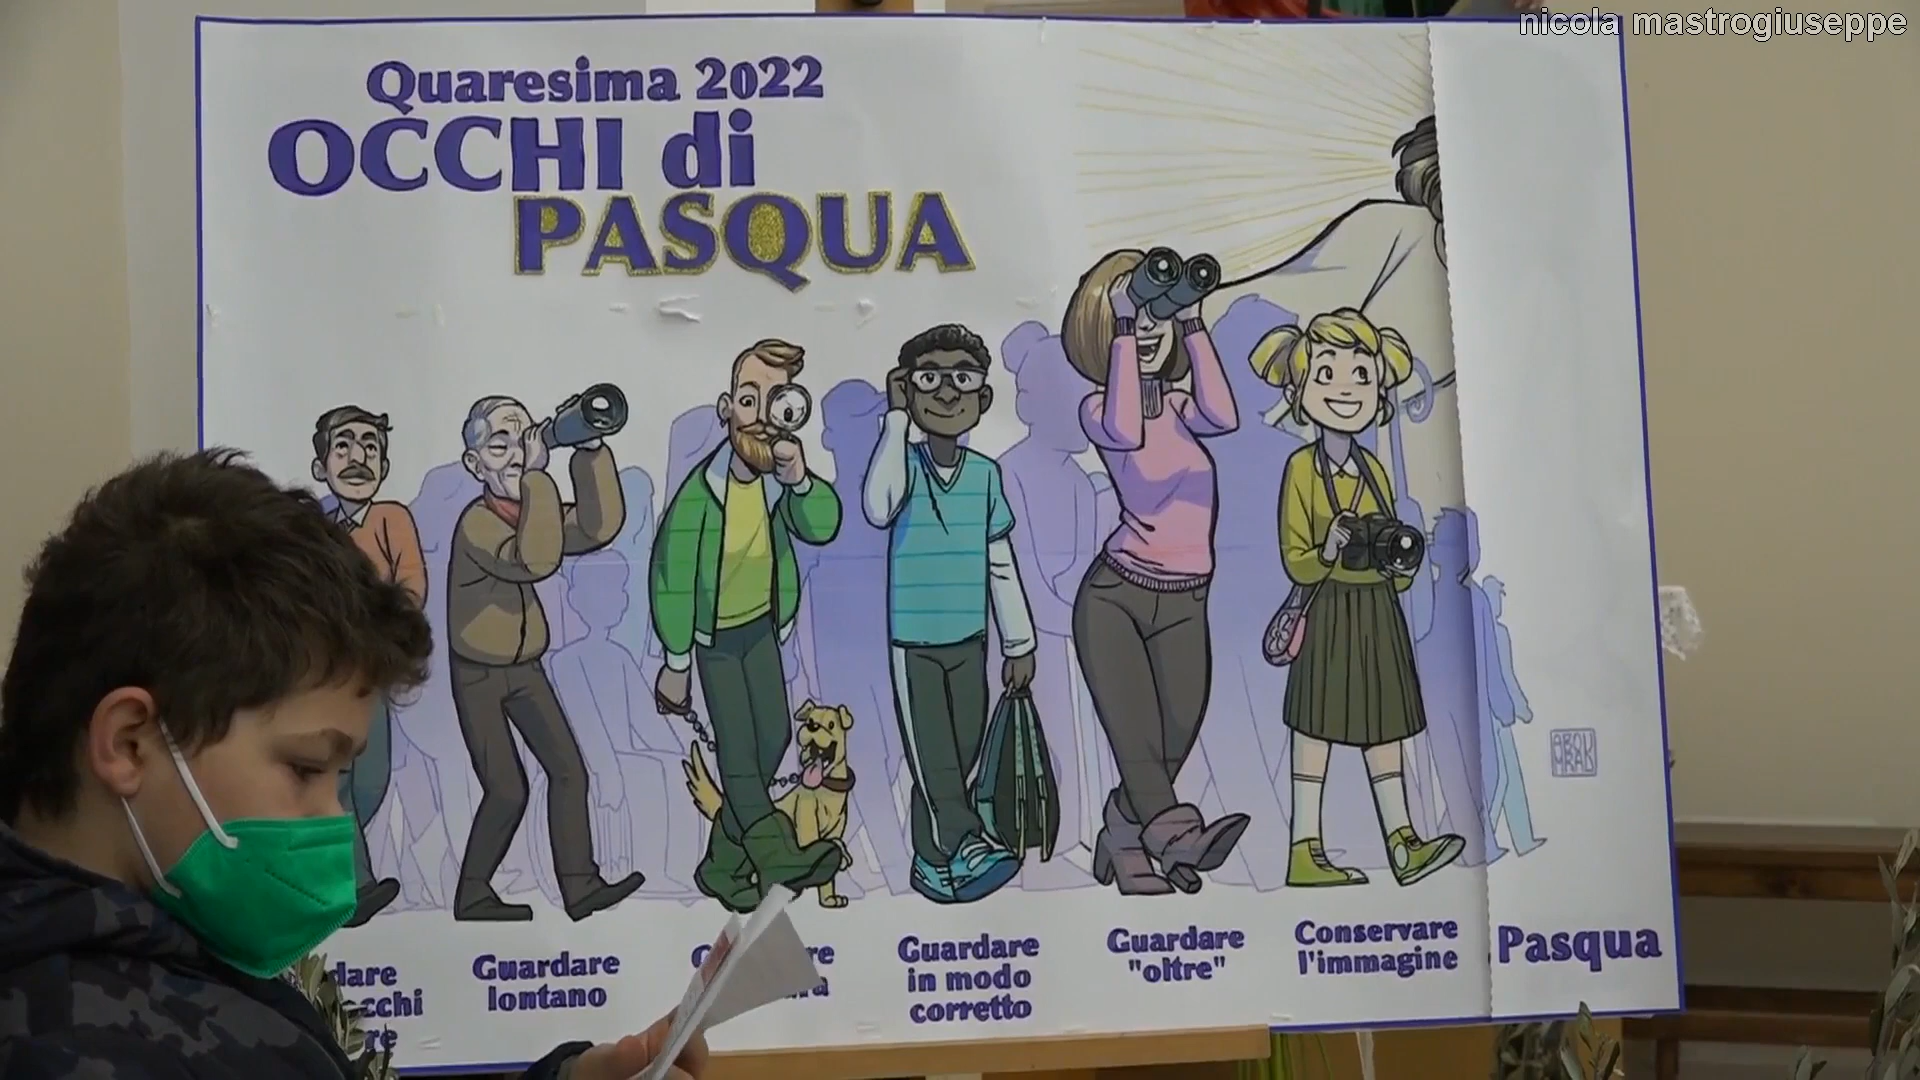 nicola mastrogiuseppe
Quaresima 2022
OCCHI di
PASQUA
Guardare
lontano
Guardare
in modo
corretto
Guardare
"oltre"
Conservare
l'immagine
Pasqua